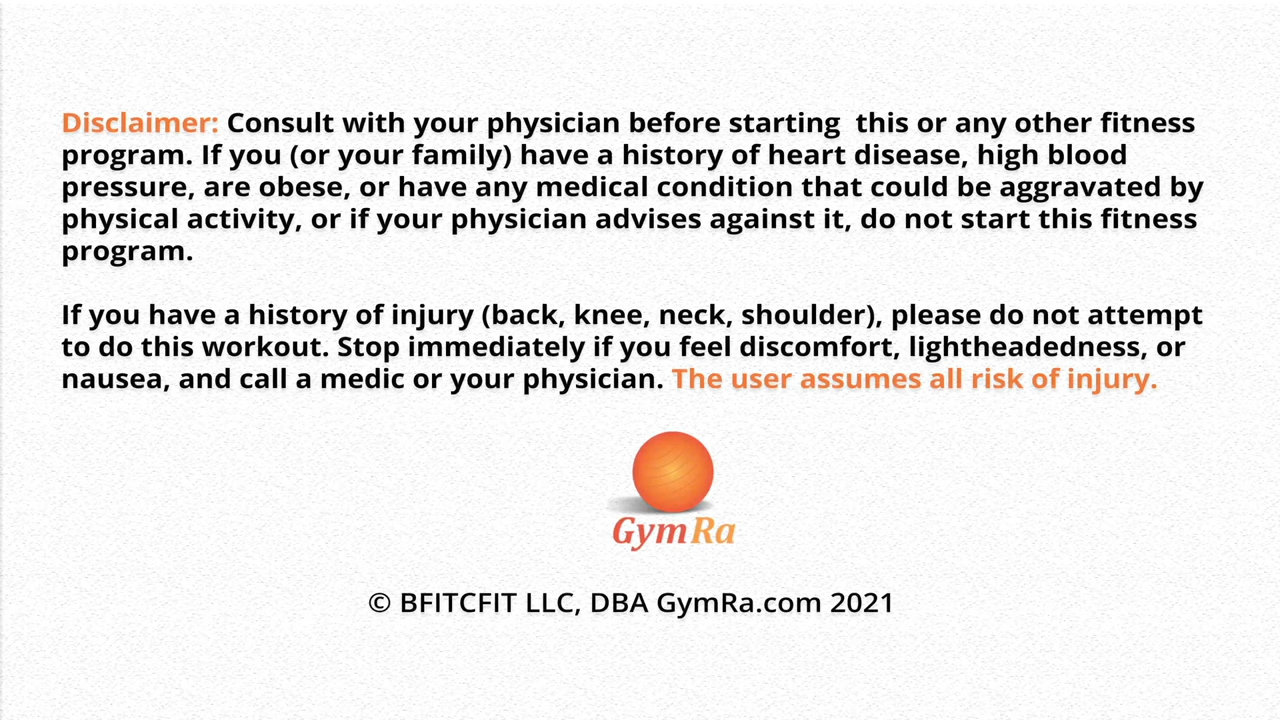 Disclaimer: Consult with your physician before starting  this or any other fitness
program. If you (or your family) have a history of heart disease, high blood
pressure, are obese, or have any medical condition that could be aggravated by
physical activity, or if your physician advises against it, do not start this fitness
program.
If you have a history of injury (back, knee, neck, shoulder), please do not attempt
to do this workout. Stop immediately if you feel discomfort, lightheadedness, or
nausea, and call a medic or your physician. The user assumes all risk of injury.
GymRa
© BFITCFIT LLC, DBA GymRa.com 2021